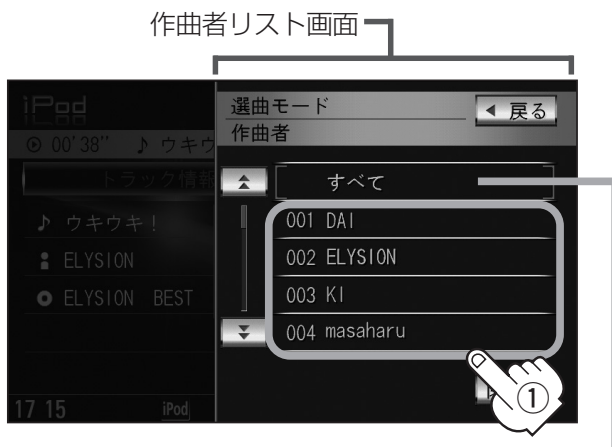 作曲者リスト画面
iPod
00'38" ♪ ウキウ
トラック情報
♪ ウキウキ！
ELYSION
ELYSION BEST
17 15 iPod
選曲モード
◀ 戻る
作曲者
すべて
001 DAI
002 ELYSION
003 KI
004 masaharu
①